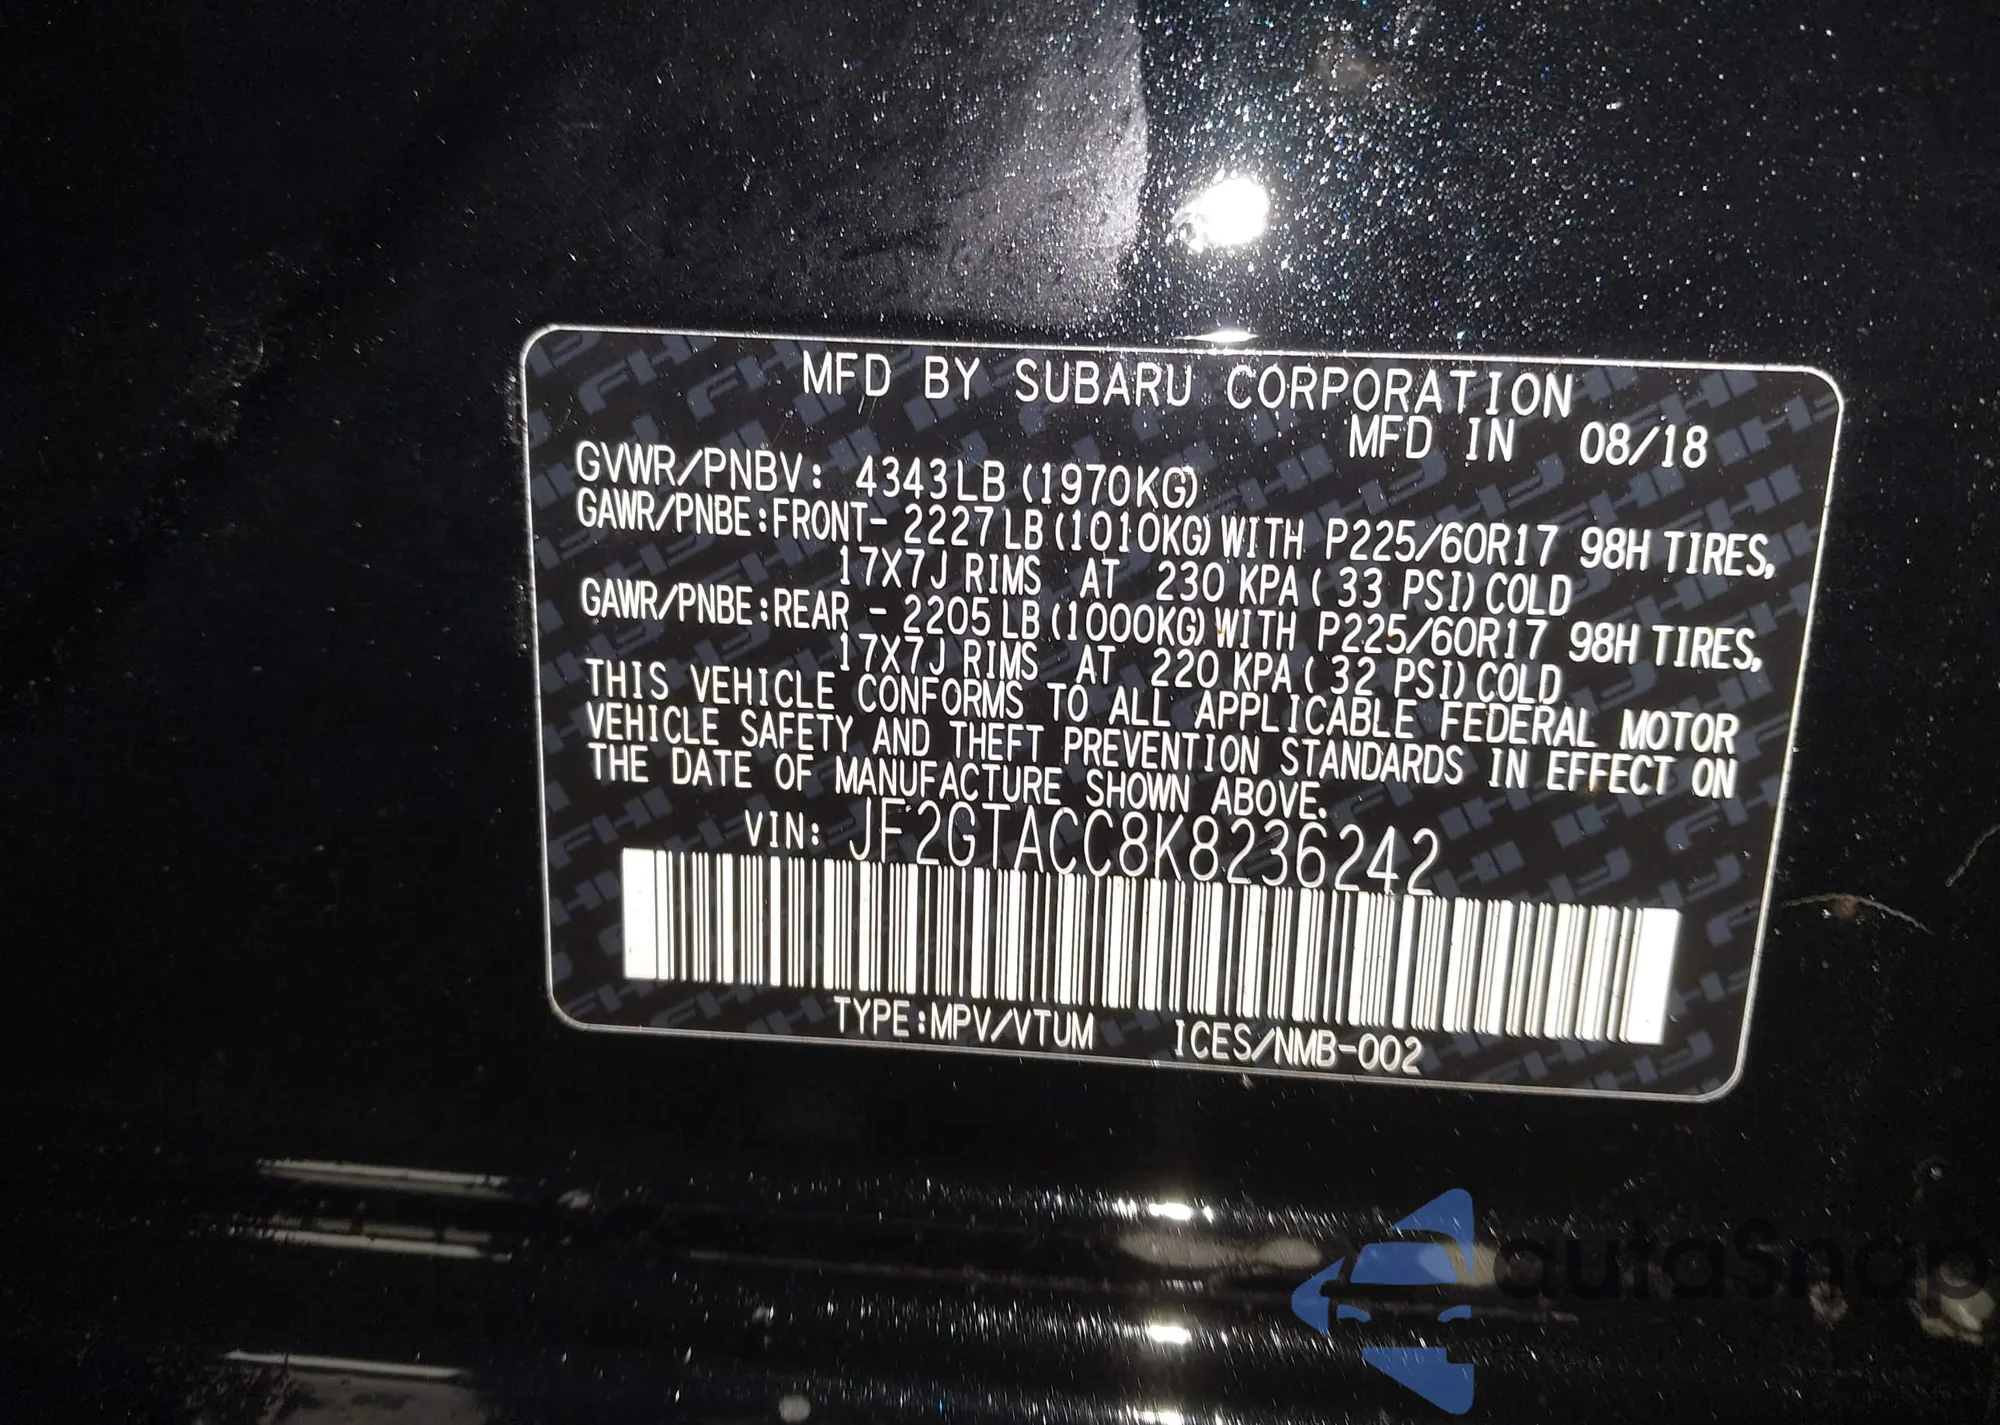 MFD BY SUBARU CORPORATION
MFD IN 08/18
GVWR/PNBV: 4343LB (1970KG)
GAWR/PNBE:FRONT- 2227LB (1010KG) WITH P225/60R17 98H TIRES,
17X7J RIMS AT 230 KPA ( 33 PSI) COLD
GAWR/PNBE:REAR - 2205LB (1000KG) WITH P225/60R17 98H TIRES,
17X7J RIMS AT 220 KPA ( 32 PSI) COLD
THIS VEHICLE CONFORMS TO ALL APPLICABLE FEDERAL MOTOR
VEHICLE SAFETY AND THEFT PREVENTION STANDARDS IN EFFECT ON
THE DATE OF MANUFACTURE SHOWN ABOVE.
VIN: JF2GTACC8K8236242
TYPE:MPV/VTUM ICES/NMB-002
autoSnap